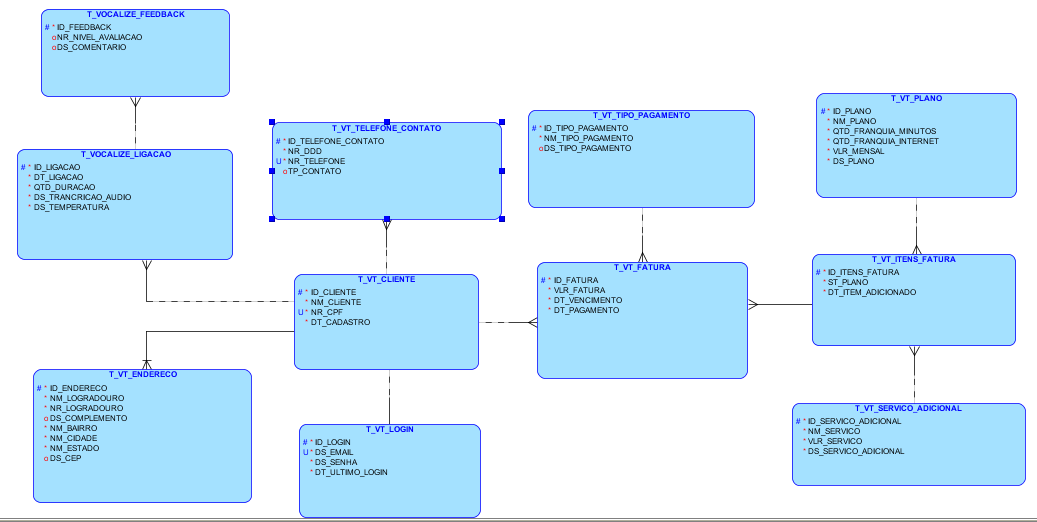 T_VOCALIZE_FEEDBACK
# * ID_FEEDBACK
o NR_NIVEL_AVALIACAO
o DS_COMENTARIO
T_VOCALIZE_LIGACAO
# * ID_LIGACAO
* DT_LIGACAO
* QTD_DURACAO
* DS_TRANCRICAO_AUDIO
* DS_TEMPERATURA
T_VT_TELEFONE_CONTATO
# * ID_TELEFONE_CONTATO
* NR_DDD
U * NR_TELEFONE
o TP_CONTATO
T_VT_TIPO_PAGAMENTO
# * ID_TIPO_PAGAMENTO
* NM_TIPO_PAGAMENTO
o DS_TIPO_PAGAMENTO
T_VT_PLANO
# * ID_PLANO
* NM_PLANO
* QTD_FRANQUIA_MINUTOS
* QTD_FRANQUIA_INTERNET
* VLR_MENSAL
* DS_PLANO
T_VT_CLIENTE
# * ID_CLIENTE
* NM_CLiENTE
U * NR_CPF
* DT_CADASTRO
T_VT_FATURA
# * ID_FATURA
* VLR_FATURA
* DT_VENCIMENTO
* DT_PAGAMENTO
T_VT_ITENS_FATURA
# * ID_ITENS_FATURA
* ST_PLANO
* DT_ITEM_ADICIONADO
T_VT_ENDERECO
# * ID_ENDERECO
* NM_LOGRADOURO
* NR_LOGRADOURO
o DS_COMPLEMENTO
* NM_BAIRRO
* NM_CIDADE
* NM_ESTADO
o DS_CEP
T_VT_LOGIN
# * ID_LOGIN
U * DS_EMAIL
* DS_SENHA
* DT_ULTIMO_LOGIN
T_VT_SERVICO_ADICIONAL
# * ID_SERVICO_ADICIONAL
* NM_SERVICO
* VLR_SERVICO
* DS_SERVICO_ADICIONAL